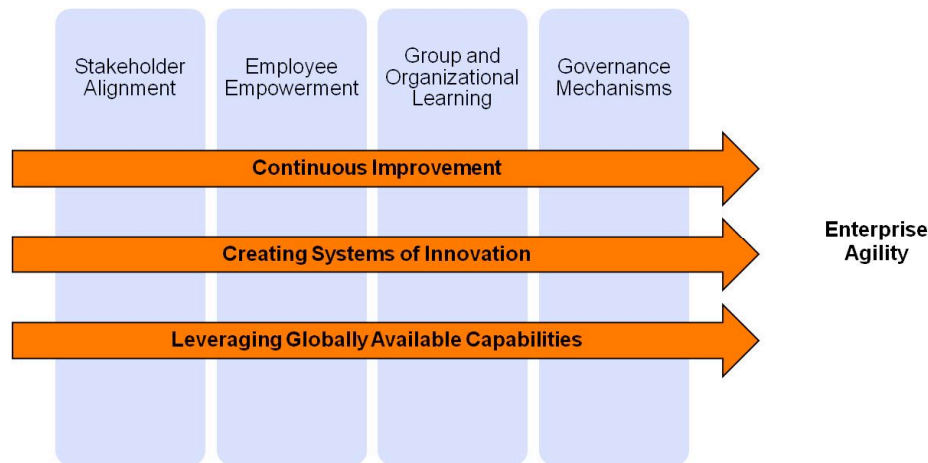 Stakeholder
Alignment
Employee
Empowerment
Group and
Organizational
Learning
Governance
Mechanisms
Continuous Improvement
Creating Systems of Innovation
Leveraging Globally Available Capabilities
Enterprise
Agility